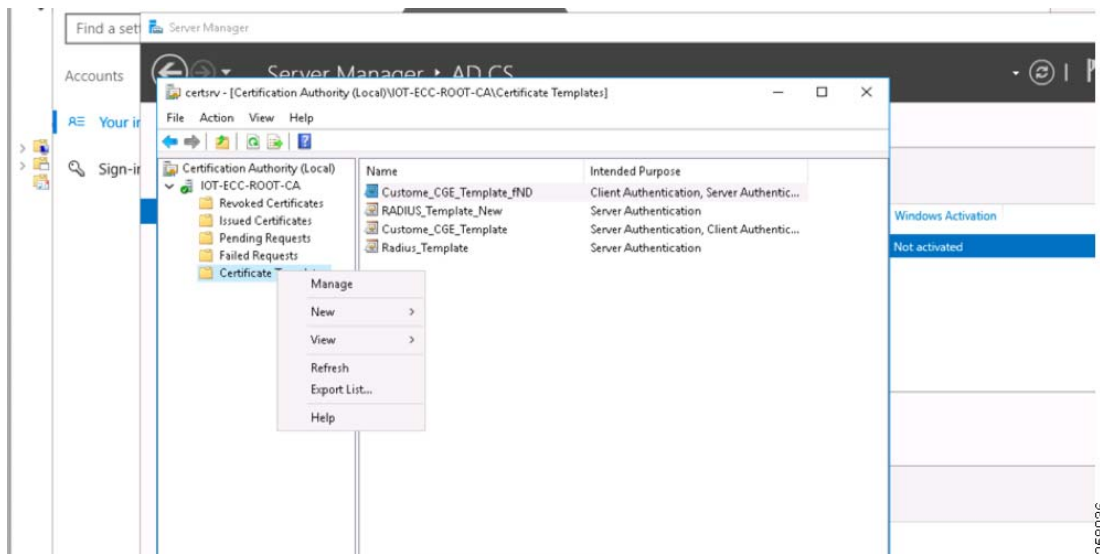 Find a set
Server Manager
Accounts
Server Manager • AD CS
certsrv - [Certification Authority (Local)\IOT-ECC-ROOT-CA\Certificate Templates]
File Action View Help
Your in
Sign-in
Certification Authority (Local)
IOT-ECC-ROOT-CA
Revoked Certificates
Issued Certificates
Pending Requests
Failed Requests
Certificate
Name Intended Purpose
Custome_CGE_Template_fND Client Authentication, Server Authentic...
RADIUS_Template_New Server Authentication
Custome_CGE_Template Server Authentication, Client Authentic...
Radius_Template Server Authentication
Manage
New
View
Refresh
Export List...
Help
Windows Activation
Not activated